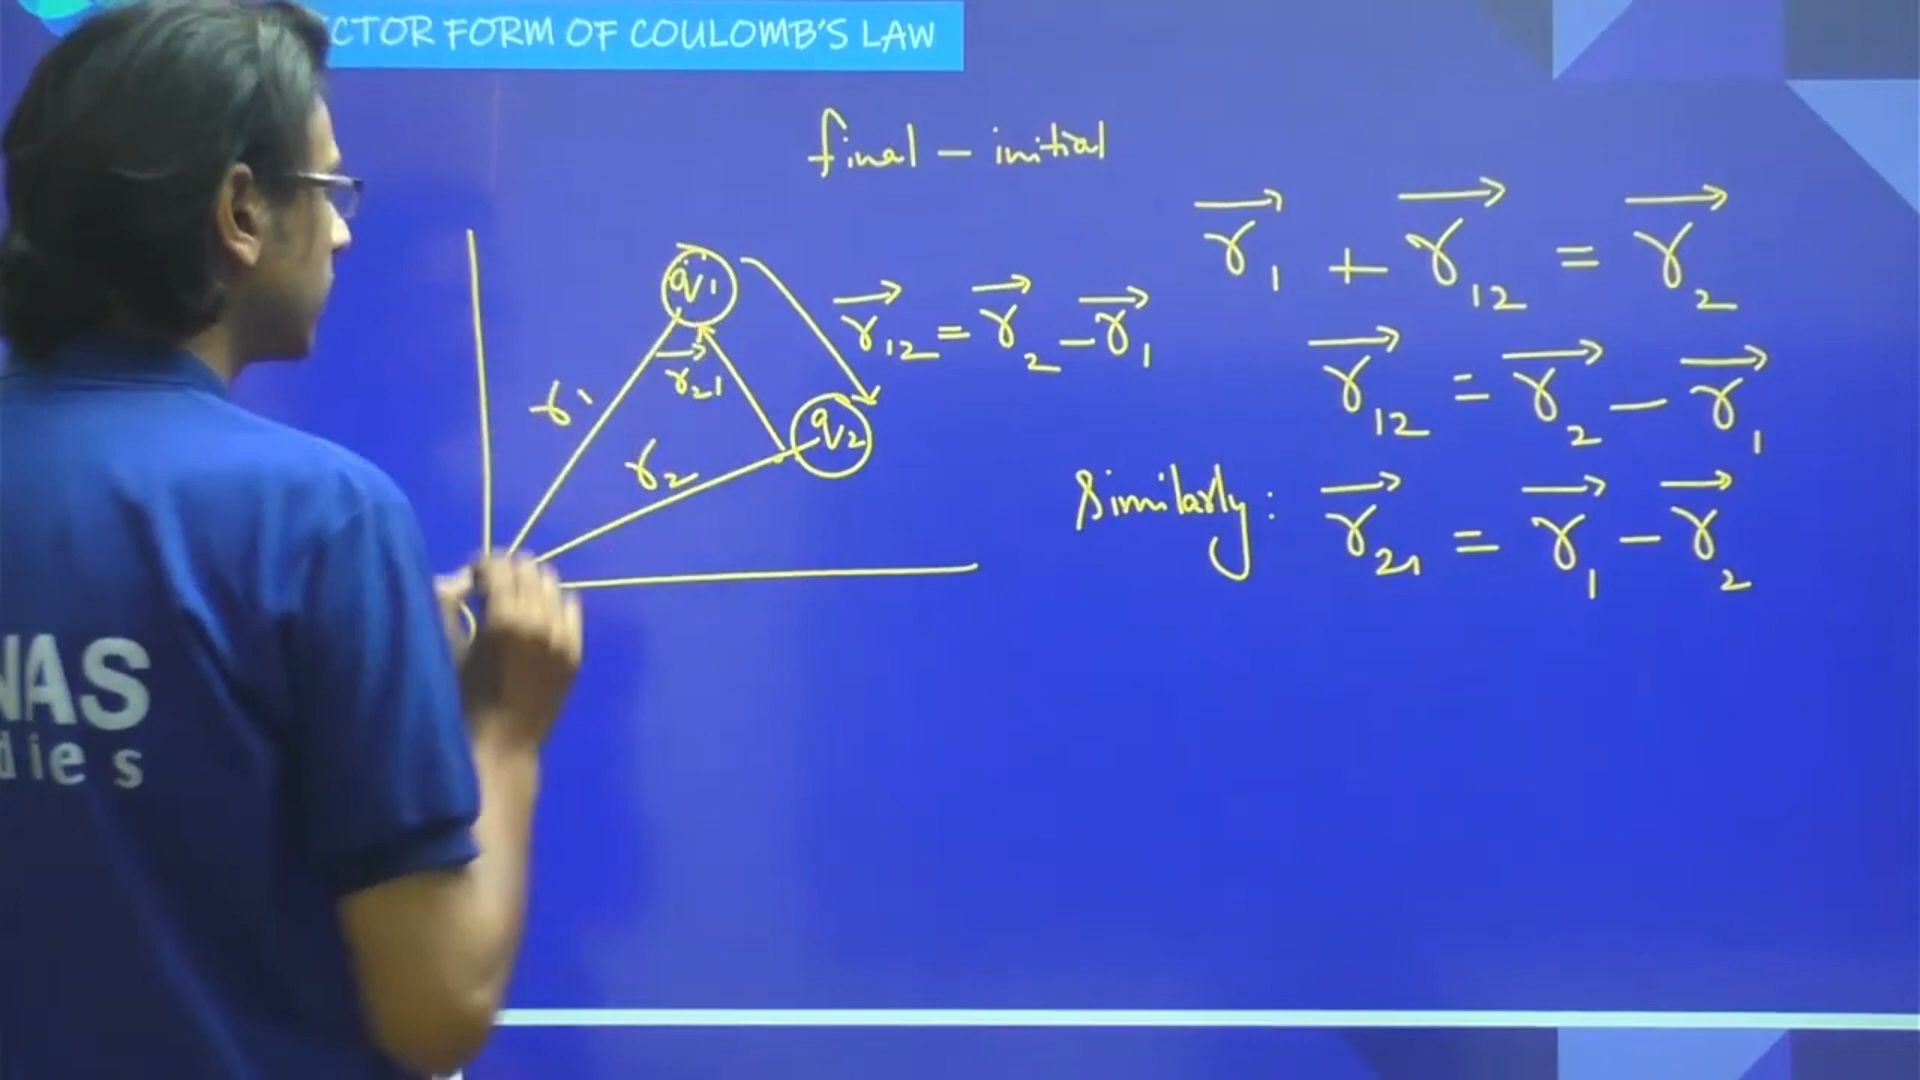 CTOR FORM OF COULOMB'S LAW
final - initial
q₁
r₁
r₂
q₂
→r₂₁
→r₁₂ = →r₂ - →r₁
→r₁ + →r₁₂ = →r₂
→r₁₂ = →r₂ - →r₁
Similarly: →r₂₁ = →r₁ - →r₂
NAS
dies